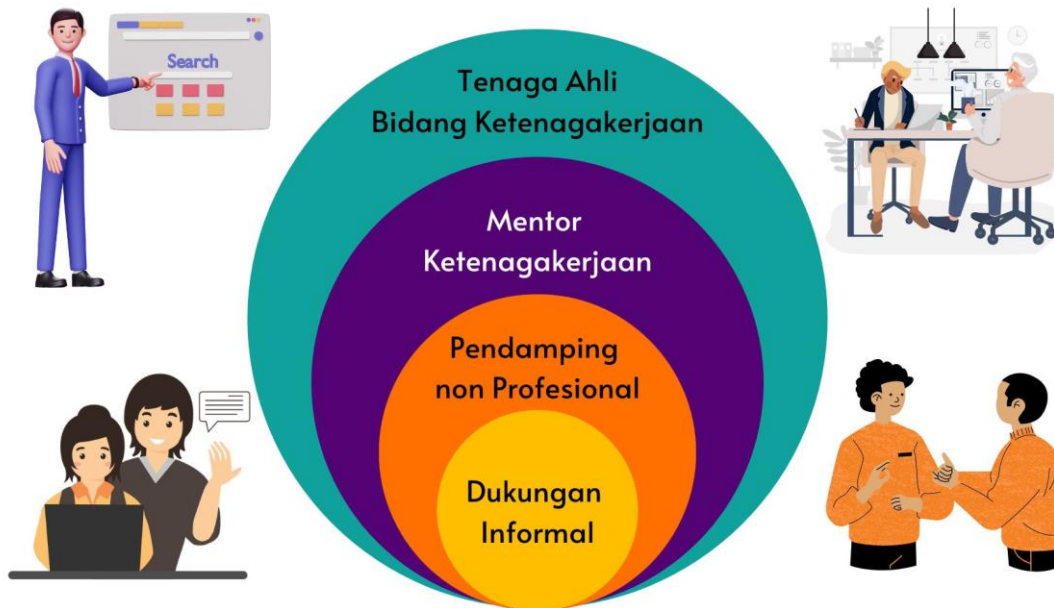 Search
Tenaga Ahli
Bidang Ketenagakerjaan
Mentor
Ketenagakerjaan
Pendamping
non Profesional
Dukungan
Informal